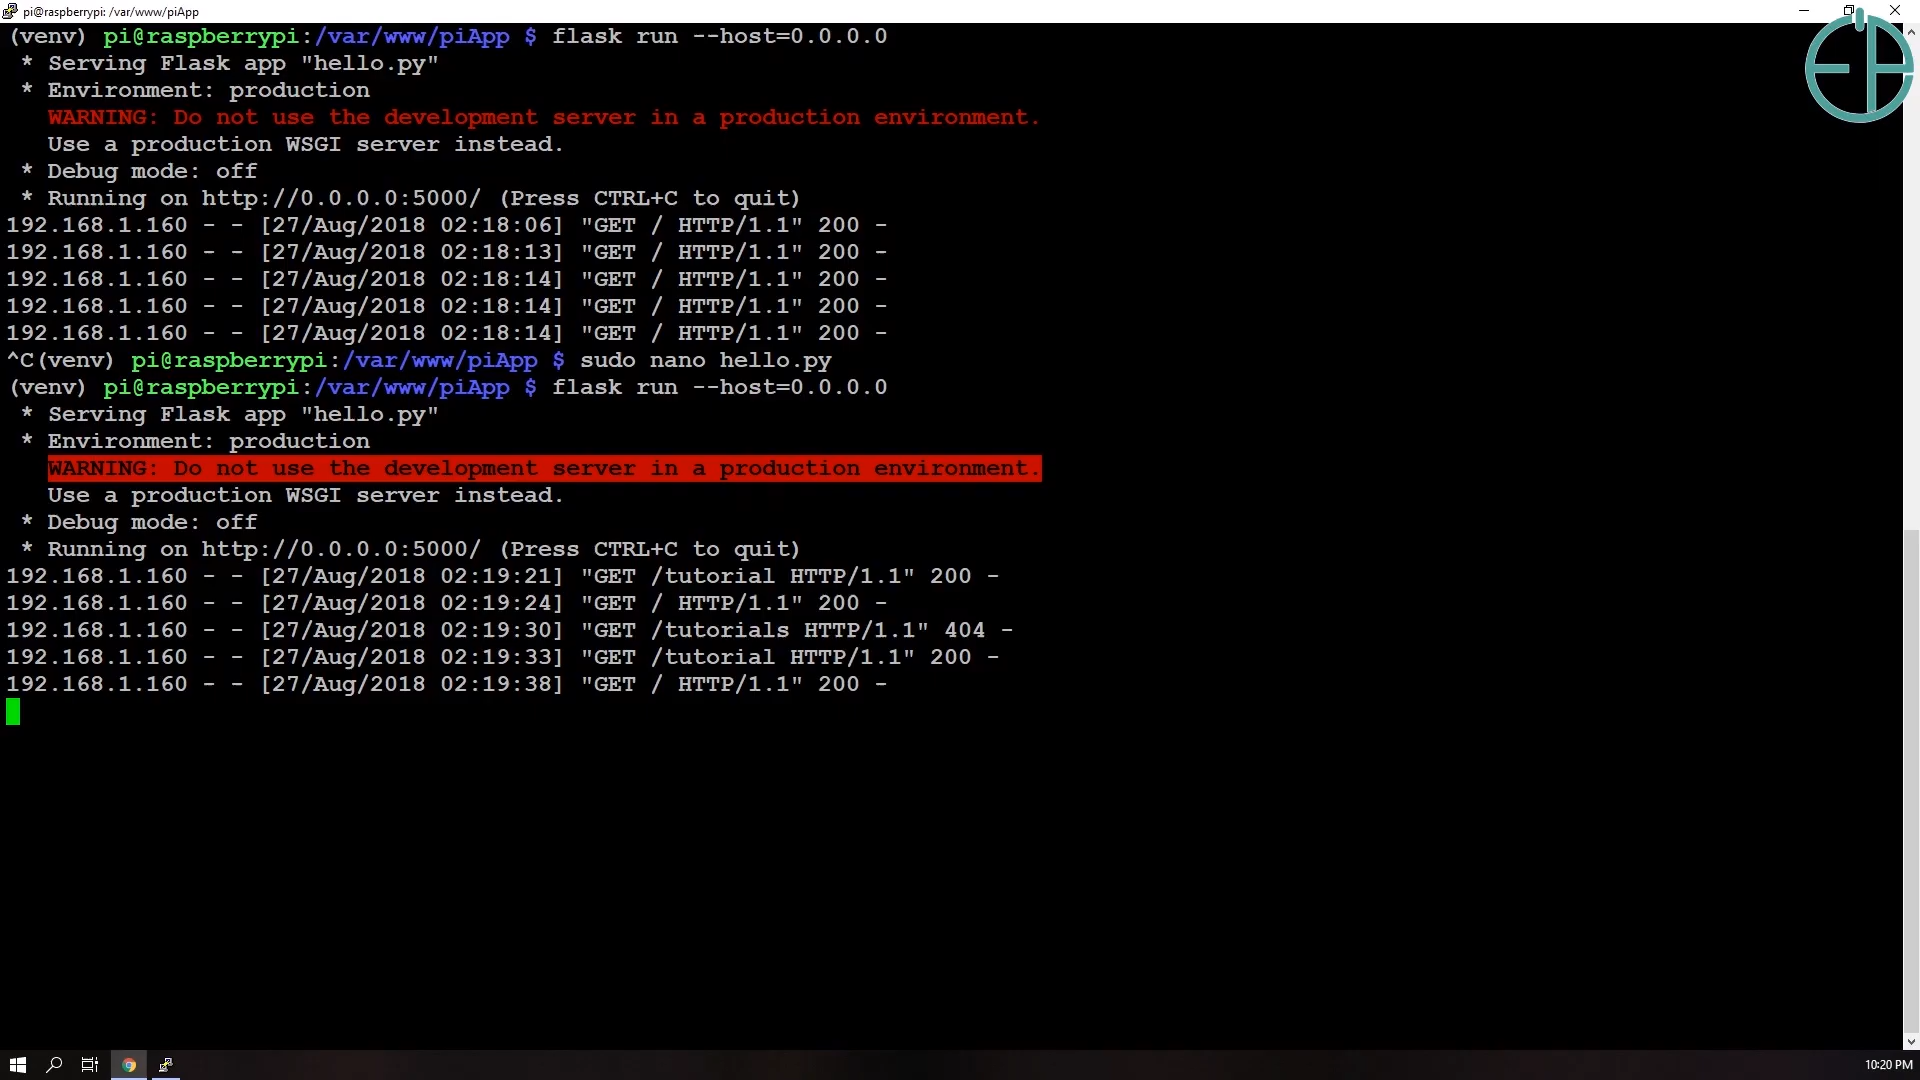 pi@raspberrypi: /var/www/piApp
(venv) pi@raspberrypi:/var/www/piApp $ flask run --host=0.0.0.0
 * Serving Flask app "hello.py"
 * Environment: production
   WARNING: Do not use the development server in a production environment.
   Use a production WSGI server instead.
 * Debug mode: off
 * Running on http://0.0.0.0:5000/ (Press CTRL+C to quit)
192.168.1.160 - - [27/Aug/2018 02:18:06] "GET / HTTP/1.1" 200 -
192.168.1.160 - - [27/Aug/2018 02:18:13] "GET / HTTP/1.1" 200 -
192.168.1.160 - - [27/Aug/2018 02:18:14] "GET / HTTP/1.1" 200 -
192.168.1.160 - - [27/Aug/2018 02:18:14] "GET / HTTP/1.1" 200 -
192.168.1.160 - - [27/Aug/2018 02:18:14] "GET / HTTP/1.1" 200 -
^C(venv) pi@raspberrypi:/var/www/piApp $ sudo nano hello.py
(venv) pi@raspberrypi:/var/www/piApp $ flask run --host=0.0.0.0
 * Serving Flask app "hello.py"
 * Environment: production
   WARNING: Do not use the development server in a production environment.
   Use a production WSGI server instead.
 * Debug mode: off
 * Running on http://0.0.0.0:5000/ (Press CTRL+C to quit)
192.168.1.160 - - [27/Aug/2018 02:19:21] "GET /tutorial HTTP/1.1" 200 -
192.168.1.160 - - [27/Aug/2018 02:19:24] "GET / HTTP/1.1" 200 -
192.168.1.160 - - [27/Aug/2018 02:19:30] "GET /tutorials HTTP/1.1" 404 -
192.168.1.160 - - [27/Aug/2018 02:19:33] "GET /tutorial HTTP/1.1" 200 -
192.168.1.160 - - [27/Aug/2018 02:19:38] "GET / HTTP/1.1" 200 -
10:20 PM